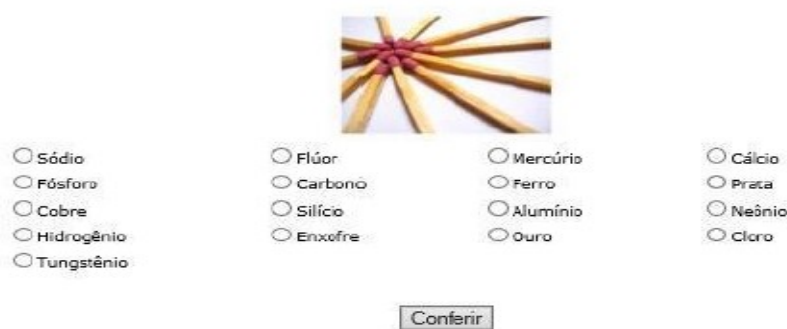 Sódio Flúor Mercúrio Cálcio
Fósforo Carbono Ferro Prata
Cobre Silício Alumínio Neônio
Hidrogênio Enxofre Ouro Cloro
Tungstênio
Conferir